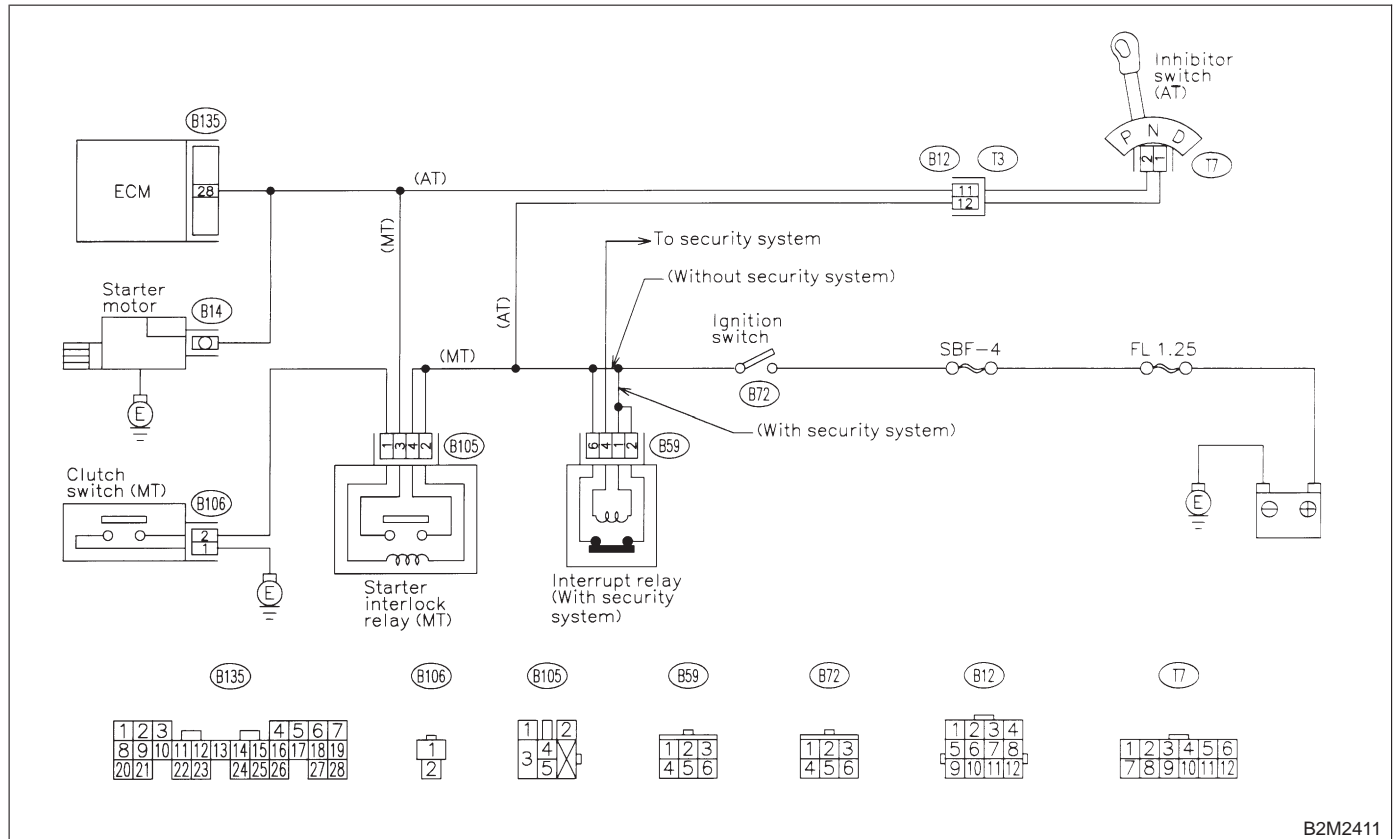 Inhibitor
switch
(AT)
P N D
2 1
T7
B135
ECM
28
(AT)
B12 T3
11
12
(MT)
To security system
(Without security system)
Starter
motor
B14
(AT)
Ignition
switch
SBF-4
FL 1.25
(MT)
B72
(With security system)
E
1 3 4 2
B105
6 4 1 2
B59
Clutch
switch (MT)
B106
2
1
E
⊖ ⊕
E
Starter
interlock
relay (MT)
Interrupt relay
(With security
system)
B135 B106 B105 B59 B72 B12 T7
1 2 3 4 5 6 7
8 9 10 11 12 13 14 15 16 17 18 19
20 21 22 23 24 25 26 27 28
1
2
1 2
3 4
5
1 2 3
4 5 6
1 2 3
4 5 6
1 2 3 4
5 6 7 8
9 10 11 12
1 2 3 4 5 6
7 8 9 10 11 12
B2M2411